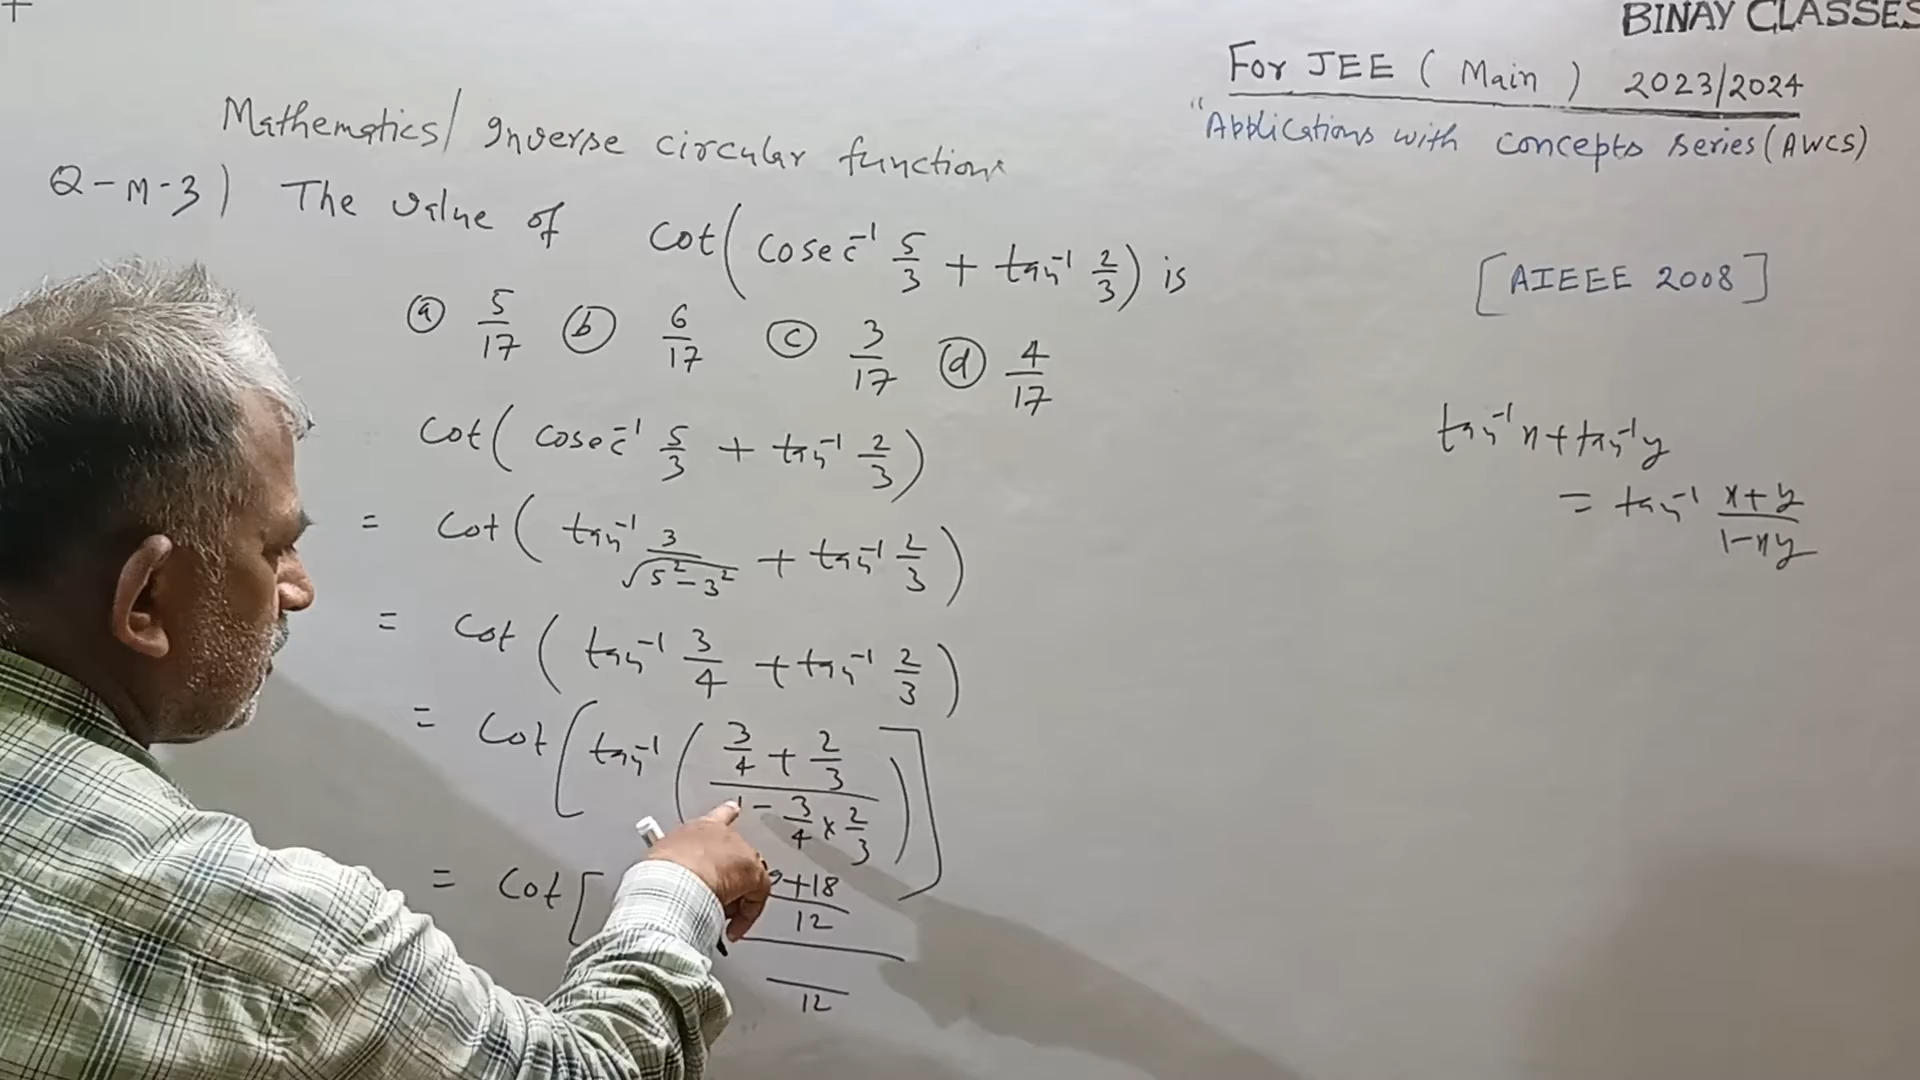 BINAY CLASSES
For JEE ( Main ) 2023/2024
"Applications with concepts series (AWCS)
Mathematics/ Inverse circular functions
Q-M-3) The value of cot(cosec⁻¹ 5/3 + tan⁻¹ 2/3) is
[AIEEE 2008]
(a) 5/17 (b) 6/17 (c) 3/17 (d) 4/17
cot(cosec⁻¹ 5/3 + tan⁻¹ 2/3)
= cot(tan⁻¹ 3/√5²-3² + tan⁻¹ 2/3)
= cot(tan⁻¹ 3/4 + tan⁻¹ 2/3)
= cot[tan⁻¹((3/4 + 2/3)/(1 - 3/4 × 2/3))]
= cot[
+18
12
12
tan⁻¹x + tan⁻¹y
= tan⁻¹ x+y/1-xy